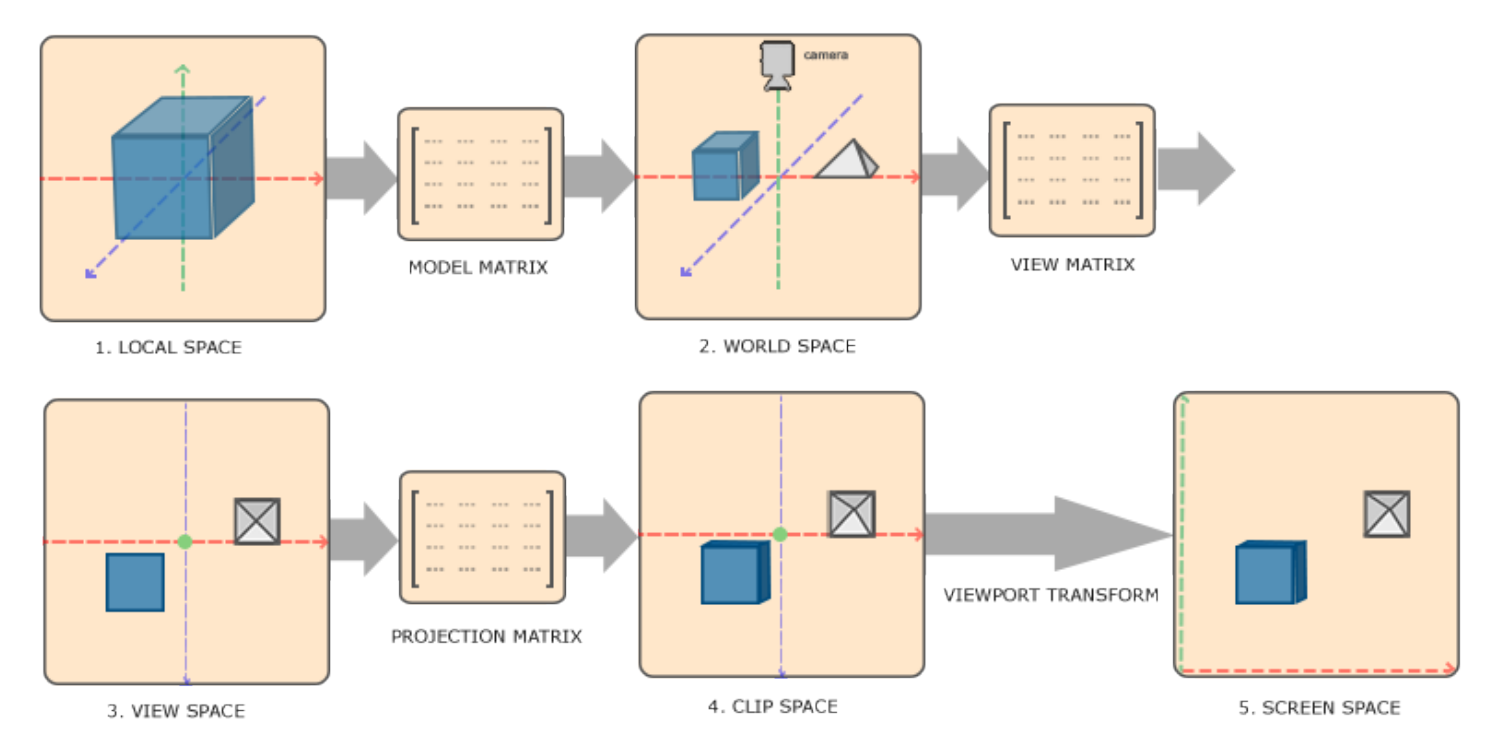 camera
MODEL MATRIX
VIEW MATRIX
1. LOCAL SPACE
2. WORLD SPACE
VIEWPORT TRANSFORM
PROJECTION MATRIX
3. VIEW SPACE
4. CLIP SPACE
5. SCREEN SPACE